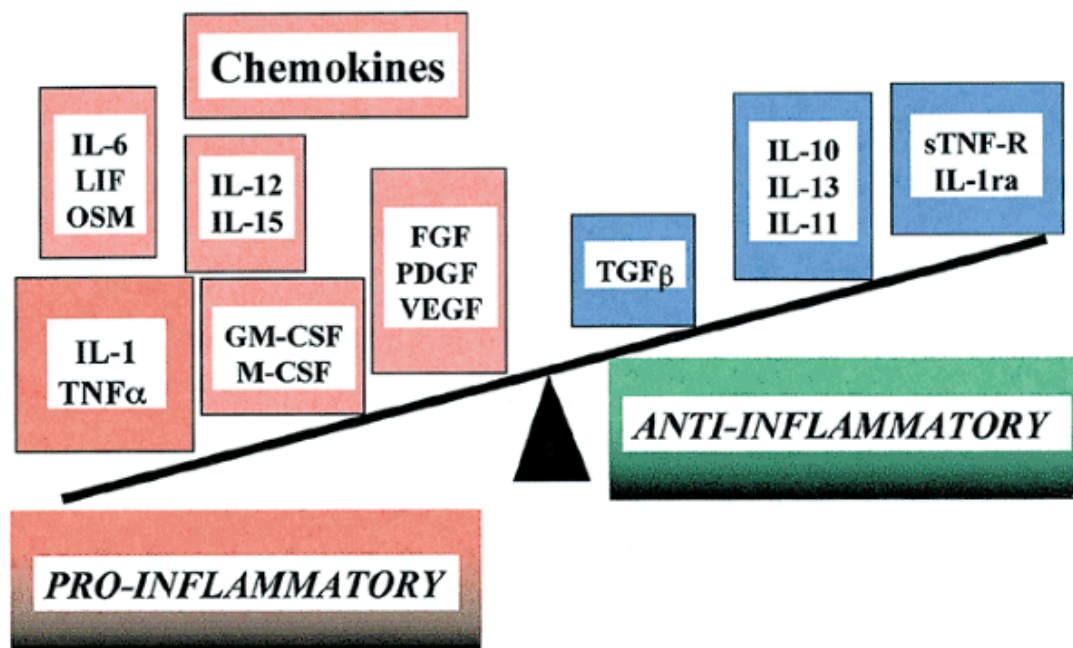 Chemokines
IL-6
LIF
OSM
IL-12
IL-15
FGF
PDGF
VEGF
IL-1
TNFα
GM-CSF
M-CSF
TGFβ
IL-10
IL-13
IL-11
sTNF-R
IL-1ra
ANTI-INFLAMMATORY
PRO-INFLAMMATORY